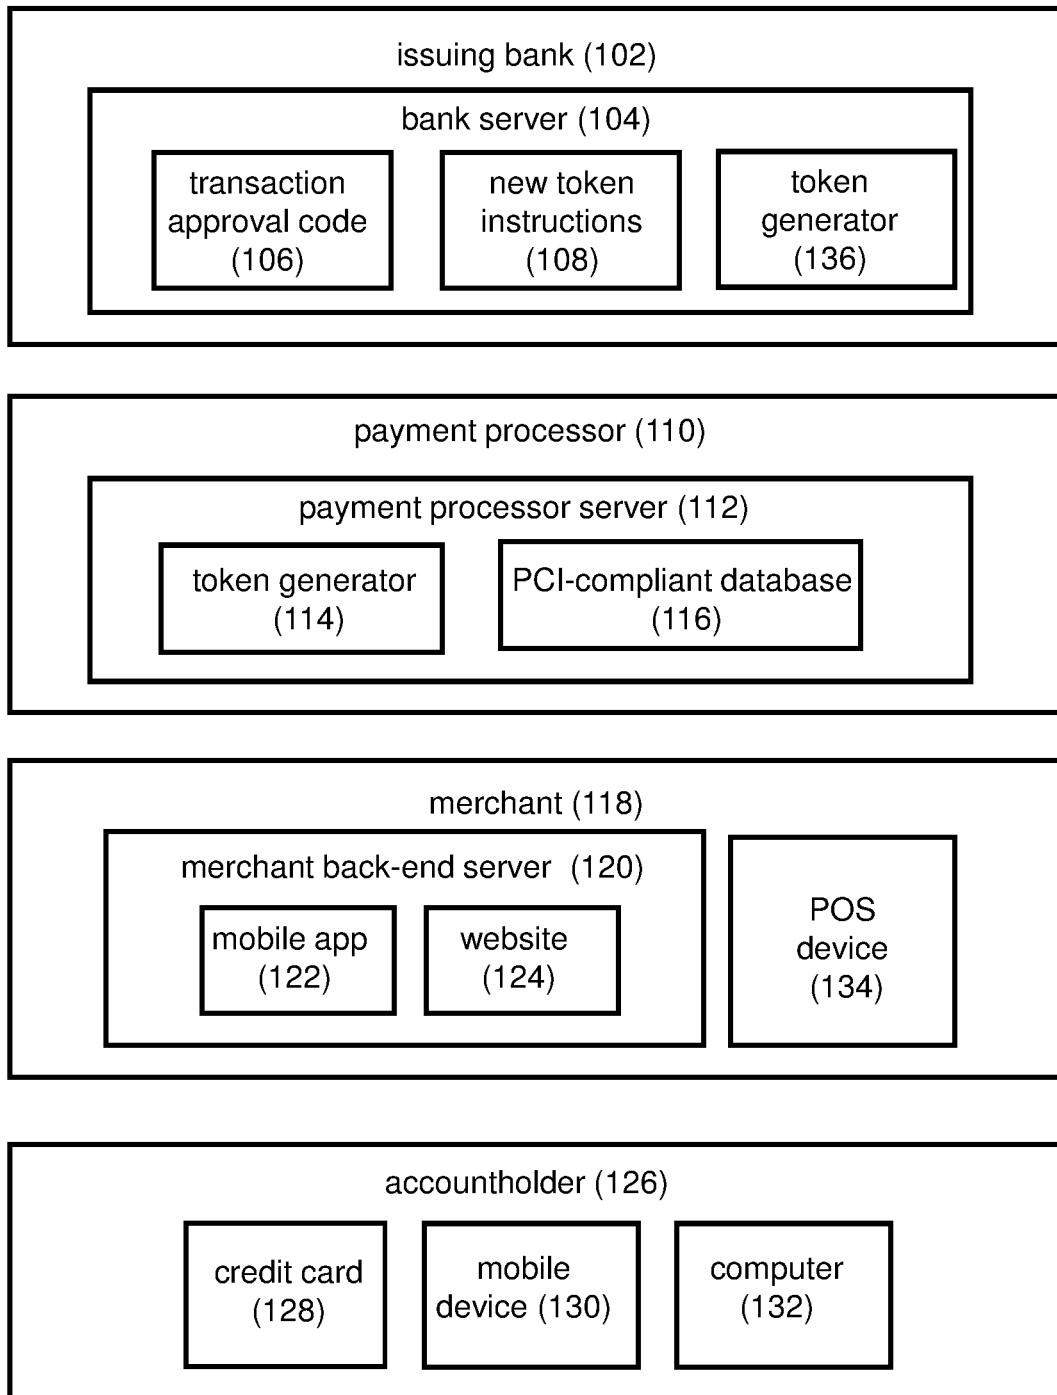 issuing bank (102)
bank server (104)
transaction
approval code
(106)
new token
instructions
(108)
token
generator
(136)
payment processor (110)
payment processor server (112)
token generator
(114)
PCI-compliant database
(116)
merchant (118)
merchant back-end server (120)
mobile app
(122)
website
(124)
POS
device
(134)
accountholder (126)
credit card
(128)
mobile
device (130)
computer
(132)